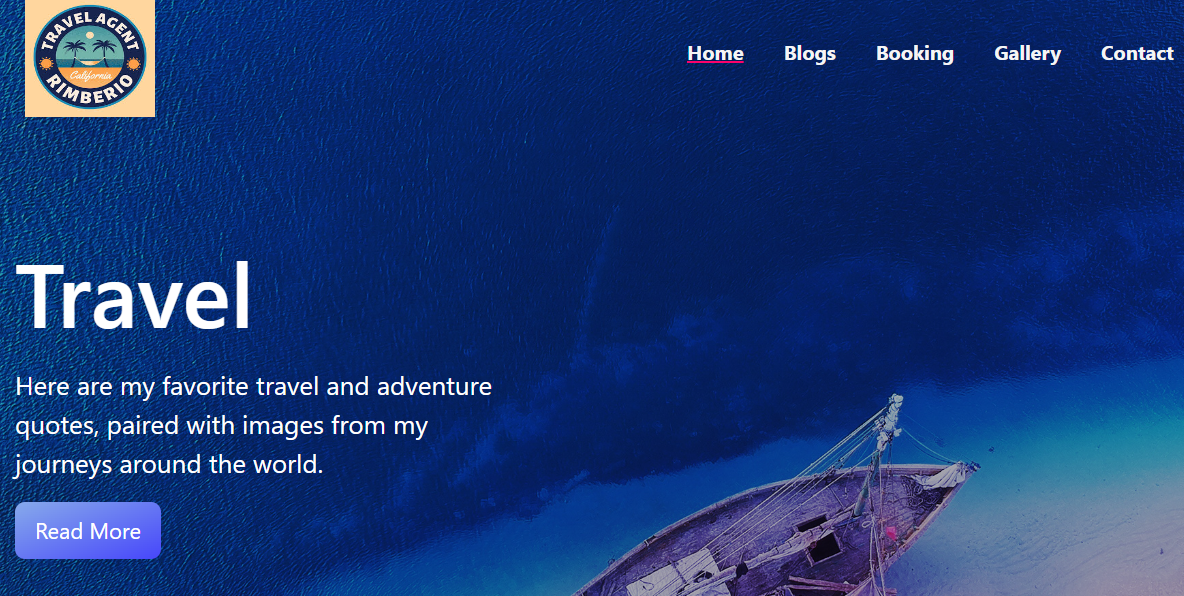 TRAVEL AGENT
California
RIMBERIO
Home Blogs Booking Gallery Contact
Travel
Here are my favorite travel and adventure
quotes, paired with images from my
journeys around the world.
Read More